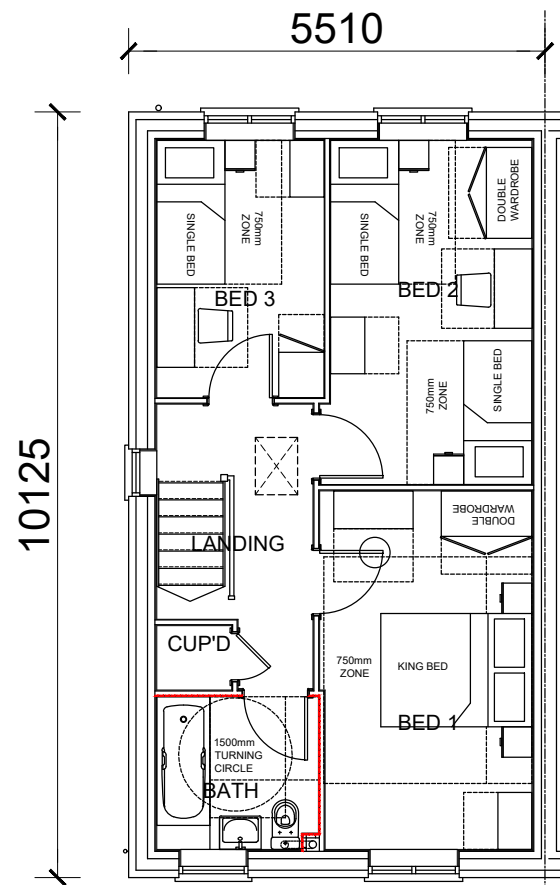 5510
10125
SINGLE BED
750mm
ZONE
BED 3
SINGLE BED
750mm
ZONE
DOUBLE
WARDROBE
BED 2
750mm
ZONE
SINGLE BED
LANDING
DOUBLE
WARDROBE
CUP'D
750mm
ZONE
KING BED
BED 1
1500mm
TURNING
CIRCLE
BATH